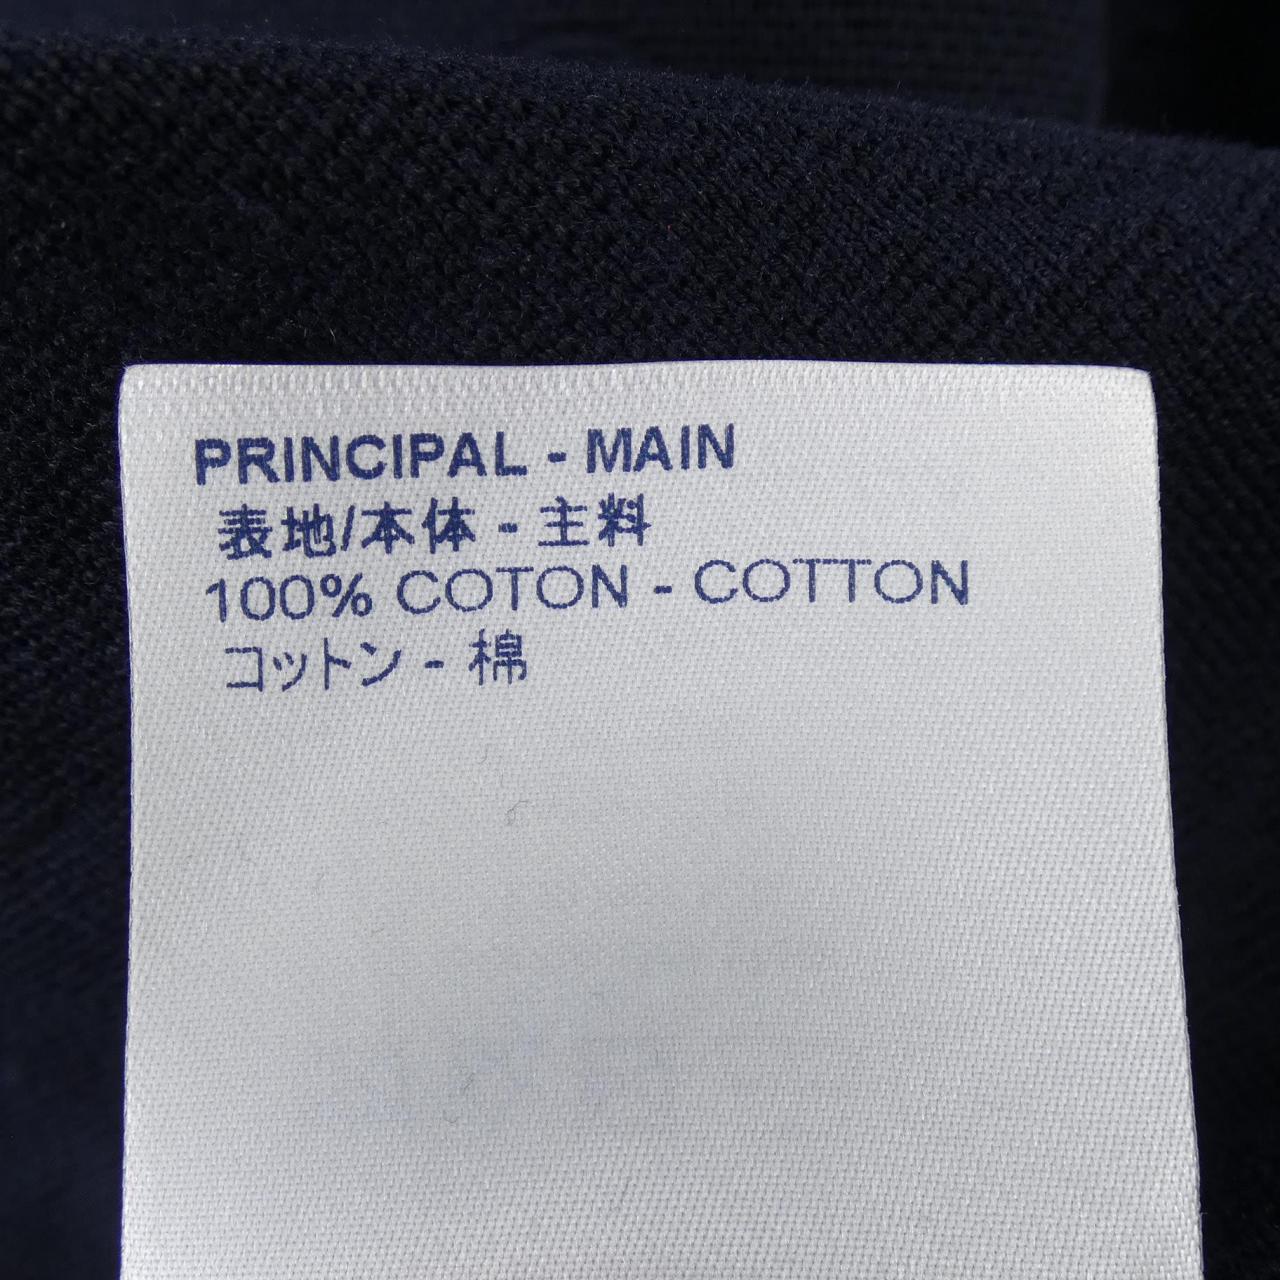 PRINCIPAL - MAIN
表地/本体 - 主料
100% COTON - COTTON
コットン - 棉